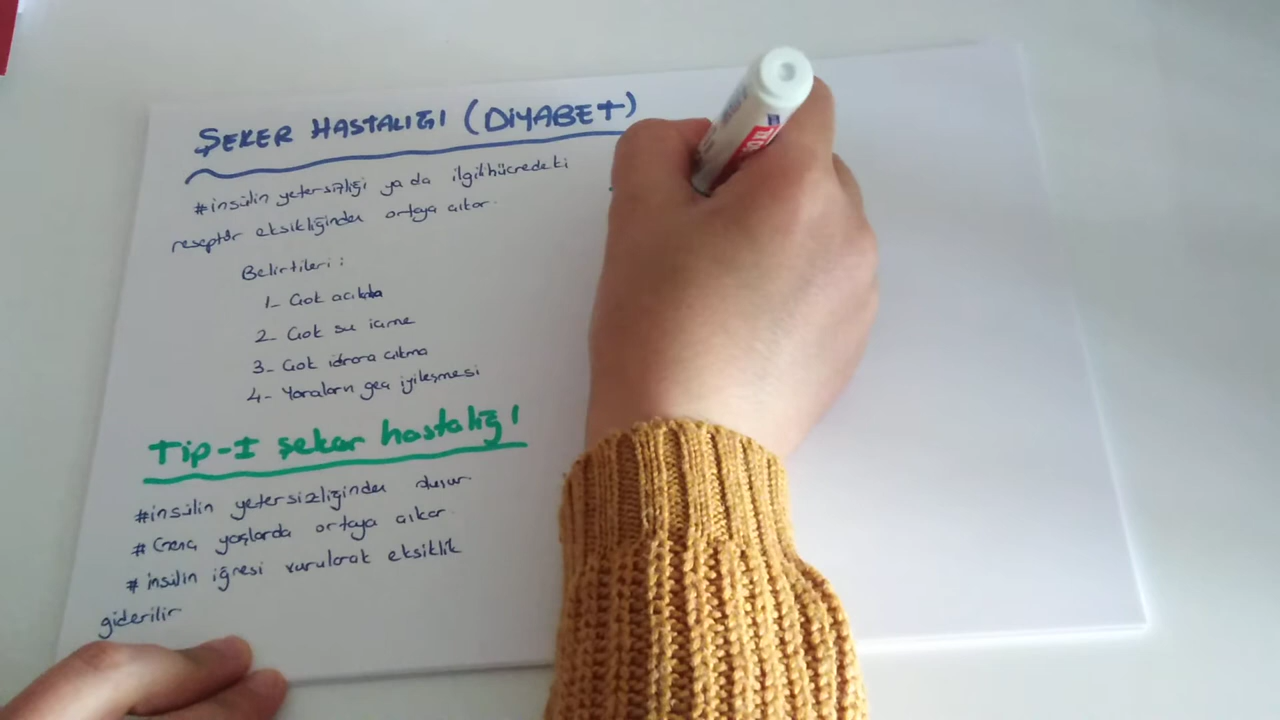 ŞEKER HASTALIĞI (DİYABET)
#insülin yetersizliği ya da ilgili hücredeki
reseptör eksikliğinden ortaya çıkar.
Belirtileri :
1- Çok acıkma
2- Çok su içme
3- Çok idrara çıkma
4- Yaraların geç iyileşmesi
Tip-I şeker hastalığı
#insülin yetersizliğinden oluşur.
# Genç yaşlarda ortaya çıkar.
# insülin iğnesi vurularak eksiklik
giderilir